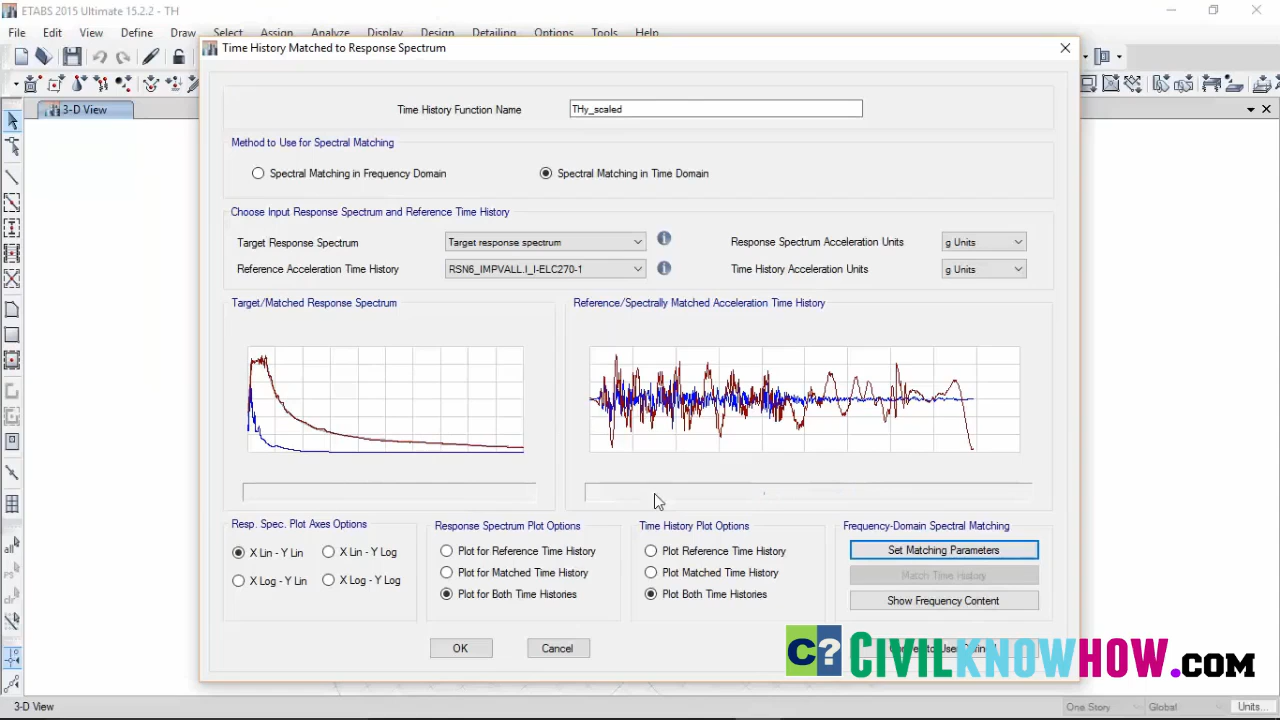 ETABS 2015 Ultimate 15.2.2 - TH
File Edit View Define Draw Select Assign Analyze Display Design Detailing Options Tools Help
Time History Matched to Response Spectrum
3-D View
Time History Function Name THy_scaled
Method to Use for Spectral Matching
Spectral Matching in Frequency Domain Spectral Matching in Time Domain
Choose Input Response Spectrum and Reference Time History
Target Response Spectrum Target response spectrum Response Spectrum Acceleration Units g Units
Reference Acceleration Time History RSN6_IMPVALL.I_I-ELC270-1 Time History Acceleration Units g Units
Target/Matched Response Spectrum Reference/Spectrally Matched Acceleration Time History
Resp. Spec. Plot Axes Options Response Spectrum Plot Options Time History Plot Options Frequency-Domain Spectral Matching
X Lin - Y Lin X Lin - Y Log Plot for Reference Time History Plot Reference Time History Set Matching Parameters
X Log - Y Lin X Log - Y Log Plot for Matched Time History Plot Matched Time History Match Time History
Plot for Both Time Histories Plot Both Time Histories Show Frequency Content
OK Cancel
C? CIVILKNOWHOW.COM
3-D View One Story Global Units...